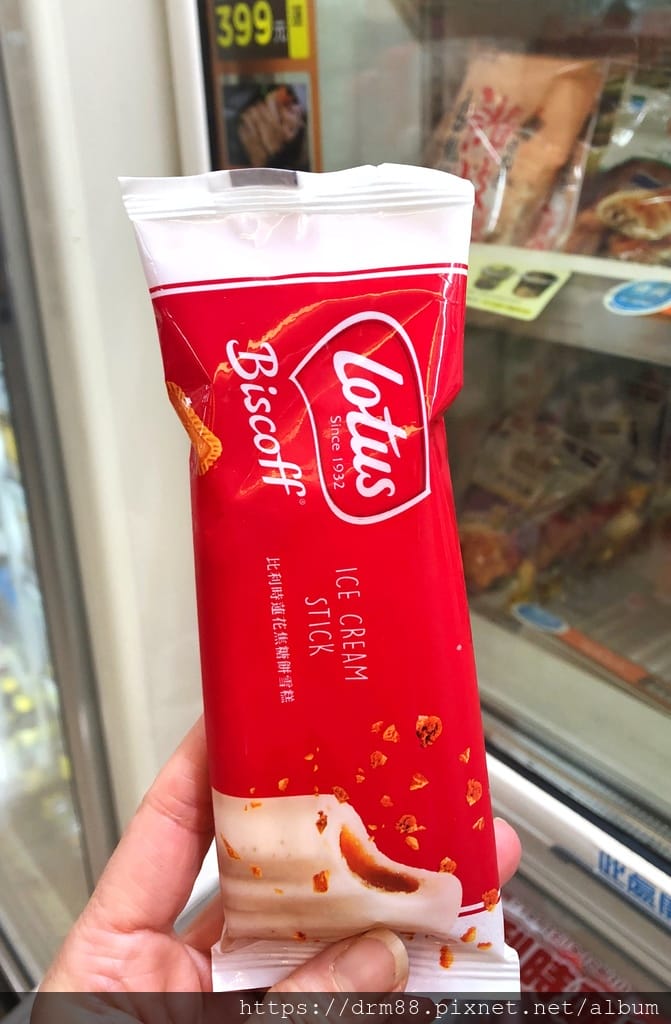 399元
Lotus
Since 1932
Biscoff®
ICE CREAM
STICK
比利時蓮花焦糖餅雪糕
https://drm88.pixnet.net/album